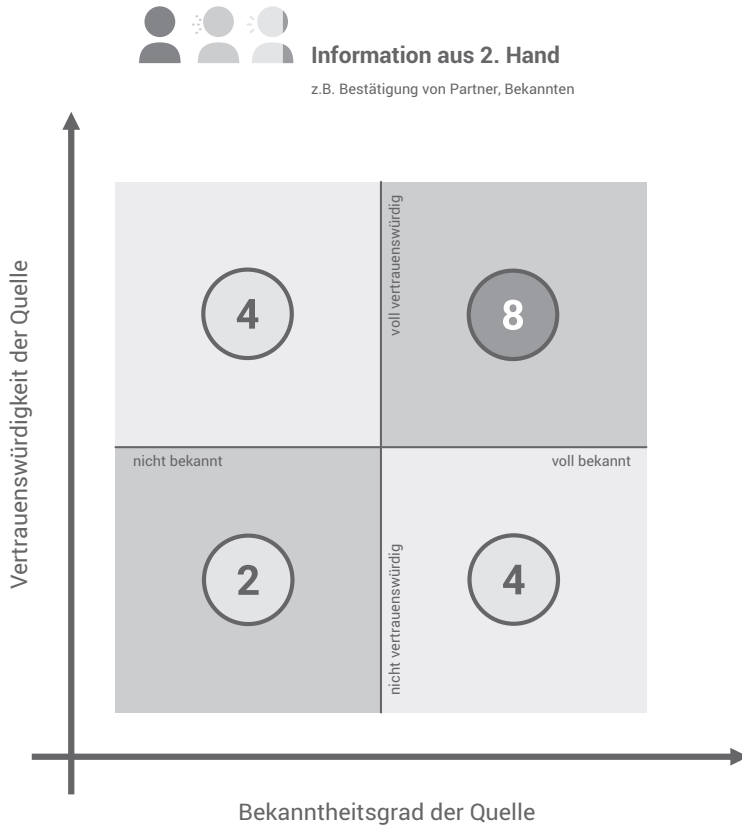 Information aus 2. Hand
z.B. Bestätigung von Partner, Bekannten
Vertrauenswürdigkeit der Quelle
voll vertrauenswürdig
4
8
nicht bekannt
voll bekannt
nicht vertrauenswürdig
2
4
Bekanntheitsgrad der Quelle